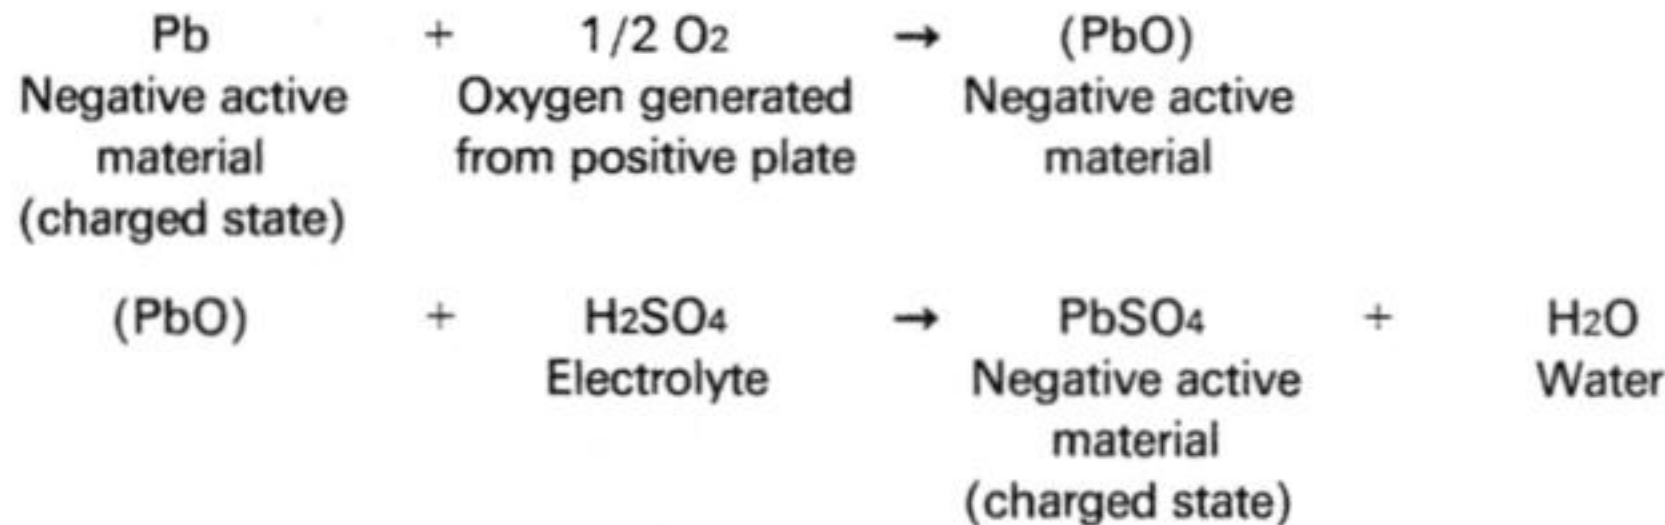 Pb + 1/2 O2 → (PbO)
Negative active Oxygen generated Negative active
material from positive plate material
(charged state)
(PbO) + H2SO4 → PbSO4 + H2O
Electrolyte Negative active Water
material
(charged state)